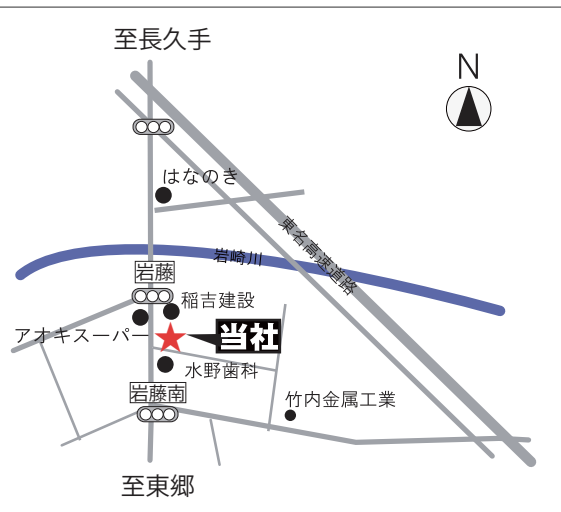 至長久手
N
はなのき
東名高速道路
岩崎川
岩藤
稲吉建設
アオキスーパー
当社
水野歯科
岩藤南
竹内金属工業
至東郷